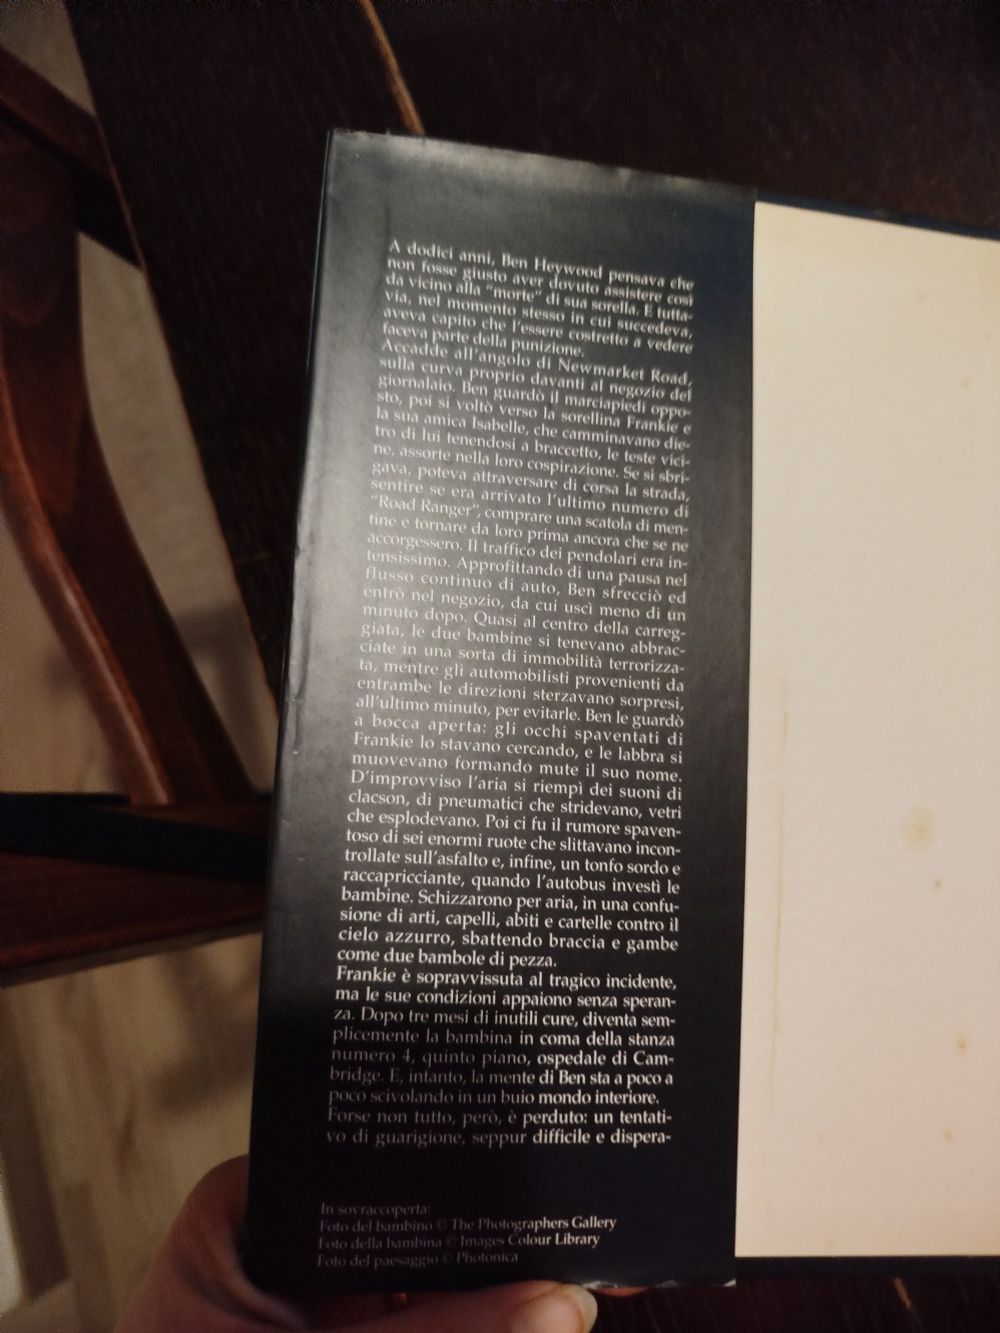 A dodici anni, Ben Heywood pensava che
non fosse giusto aver dovuto assistere così
da vicino alla "morte" di sua sorella. E tutta-
via, nel momento stesso in cui succedeva,
aveva capito che l'essere costretto a vedere
faceva parte della punizione.
Accadde all'angolo di Newmarket Road,
sulla curva proprio davanti al negozio del
giornalaio. Ben guardò il marciapiedi oppo-
sto, poi si voltò verso la sorellina Frankie e
la sua amica Isabelle, che camminavano die-
tro di lui tenendosi a braccetto, le teste vici-
ne, assorte nella loro cospirazione. Se si sbri-
gava, poteva attraversare di corsa la strada,
sentire se era arrivato l'ultimo numero di
"Road Ranger", comprare una scatola di men-
tine e tornare da loro prima ancora che se ne
accorgessero. Il traffico dei pendolari era in-
tensissimo. Approfittando di una pausa nel
flusso continuo di auto, Ben sfrecciò ed
entrò nel negozio, da cui uscì meno di un
minuto dopo. Quasi al centro della carreg-
giata, le due bambine si tenevano abbrac-
ciate in una sorta di immobilità terrorizza-
ta, mentre gli automobilisti provenienti da
entrambe le direzioni sterzavano sorpresi,
all'ultimo minuto, per evitarle. Ben le guardò
a bocca aperta: gli occhi spaventati di
Frankie lo stavano cercando, e le labbra si
muovevano formando mute il suo nome.
D'improvviso l'aria si riempì dei suoni di
clacson, di pneumatici che stridevano, vetri
che esplodevano. Poi ci fu il rumore spaven-
toso di sei enormi ruote che slittavano incon-
trollate sull'asfalto e, infine, un tonfo sordo e
raccapricciante, quando l'autobus investì le
bambine. Schizzarono per aria, in una confu-
sione di arti, capelli, abiti e cartelle contro il
cielo azzurro, sbattendo braccia e gambe
come due bambole di pezza.
Frankie è sopravvissuta al tragico incidente,
ma le sue condizioni appaiono senza speran-
za. Dopo tre mesi di inutili cure, diventa sem-
plicemente la bambina in coma della stanza
numero 4, quinto piano, ospedale di Cam-
bridge. E, intanto, la mente di Ben sta a poco a
poco scivolando in un buio mondo interiore.
Forse non tutto, però, è perduto: un tentati-
vo di guarigione, seppur difficile e dispera-
In sovraccoperta:
Foto del bambino © The Photographers Gallery
Foto della bambina © Images Colour Library
Foto del paesaggio © Photonica